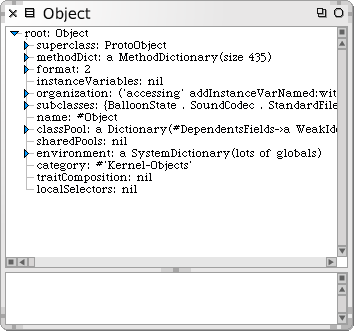 Object
root: Object
superclass: ProtoObject
methodDict: a MethodDictionary(size 435)
format: 2
instanceVariables: nil
organization: ('accessing' addInstanceVarNamed:wit
subclasses: {BalloonState . SoundCodec . StandardFile
name: #Object
classPool: a Dictionary(#DependentsFields->a WeakIde
sharedPools: nil
environment: a SystemDictionary(lots of globals)
category: #'Kernel-Objects'
traitComposition: nil
localSelectors: nil